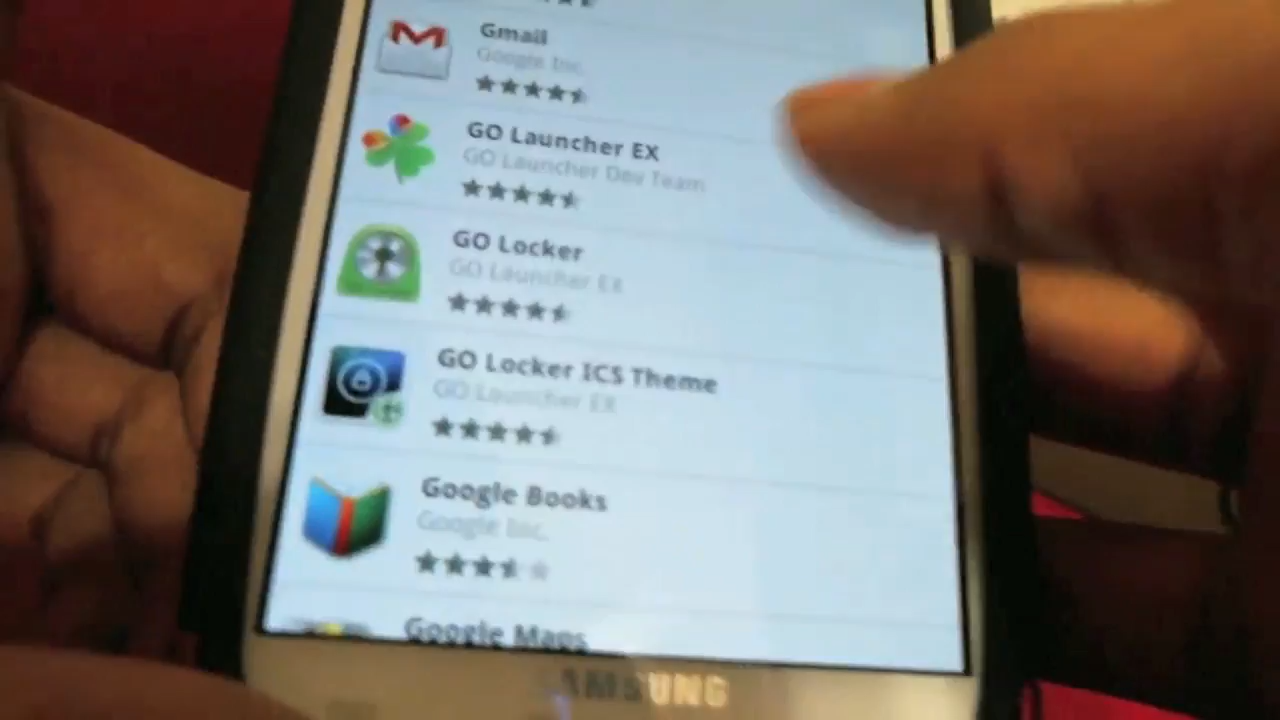 Gmail
Google Inc.
GO Launcher EX
GO Launcher Dev Team
GO Locker
GO Launcher EX
GO Locker ICS Theme
GO Launcher EX
Google Books
Google Inc.
Google Maps
SAMSUNG